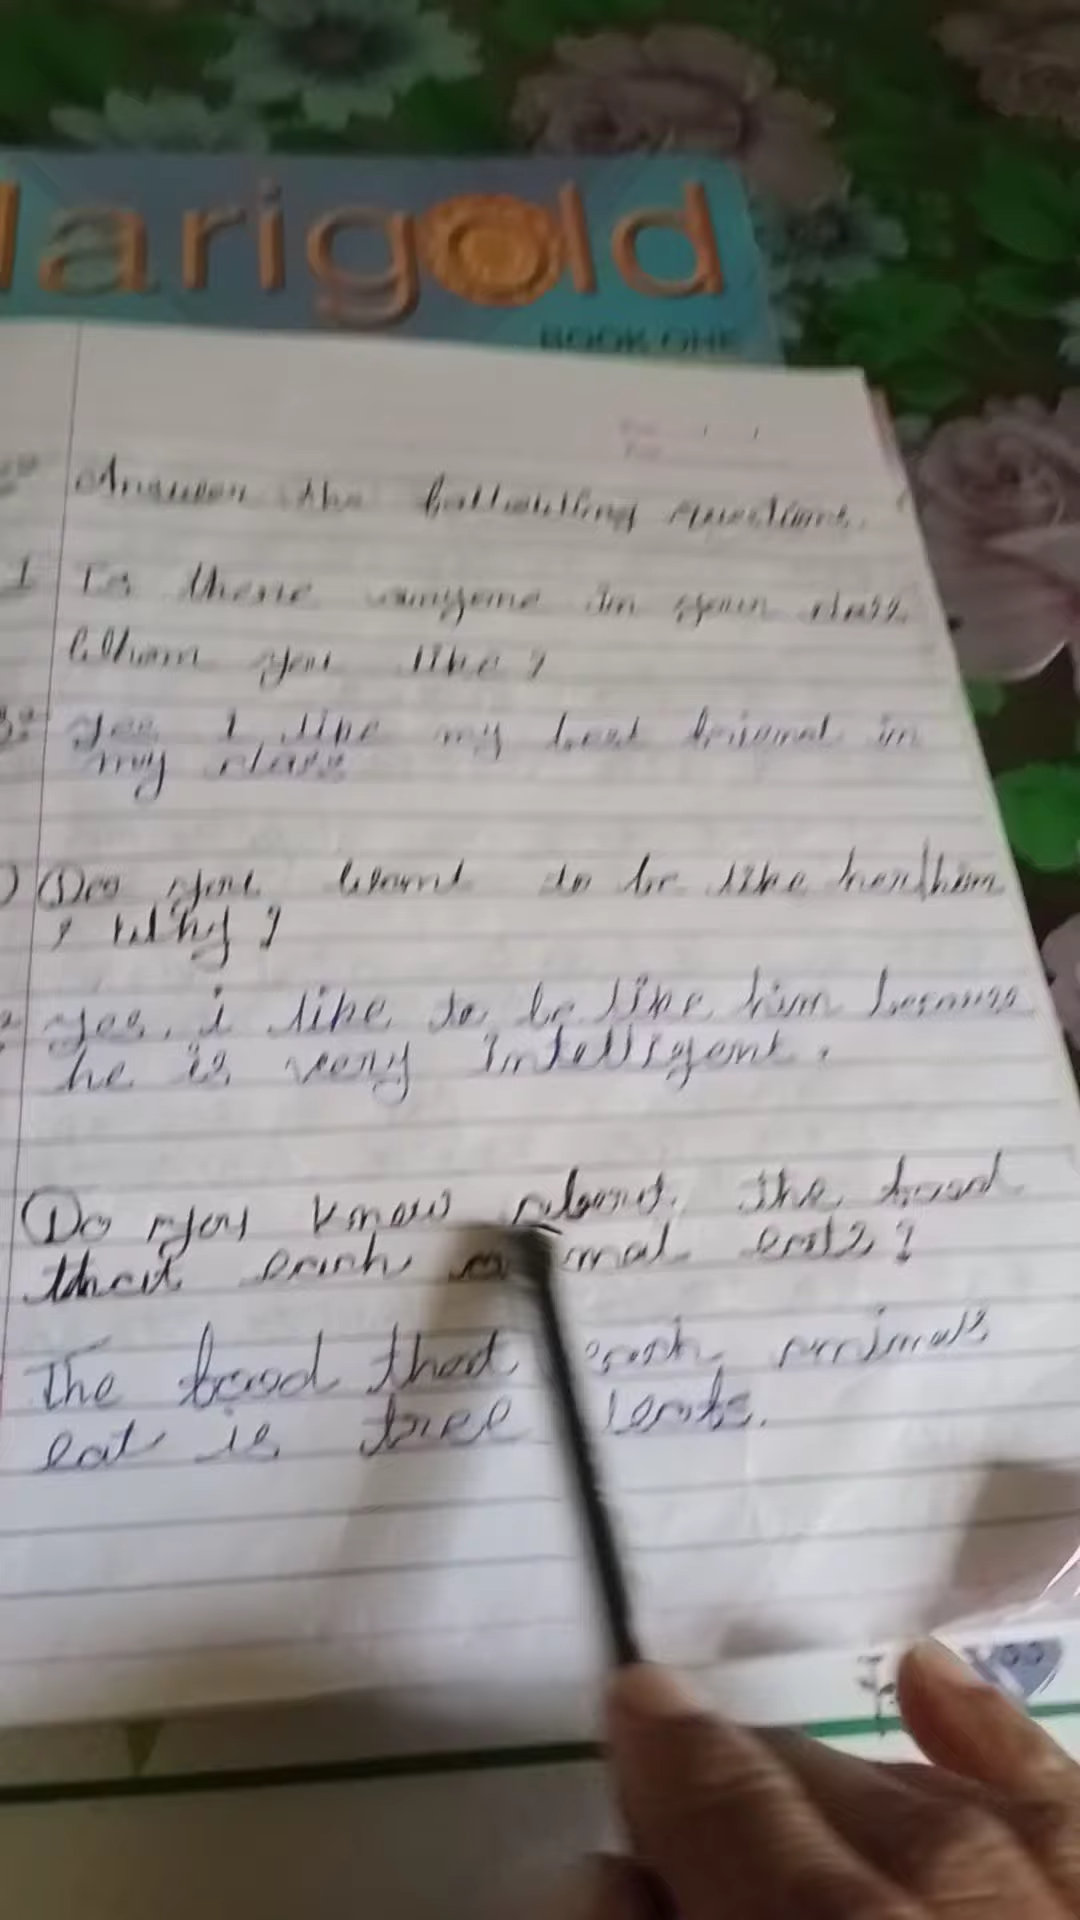 Marigold
BOOK ONE
Answer the following questions.
1 Is there anyone in your class
Whom you like?
Yes I like my best friend in
my class
Do you want to be like her/him
? Why?
Yes, i like to be like him because
he is very intelligent.
Do you know about the food
that each animal eats?
The food that each animals
eat is tree leafs.